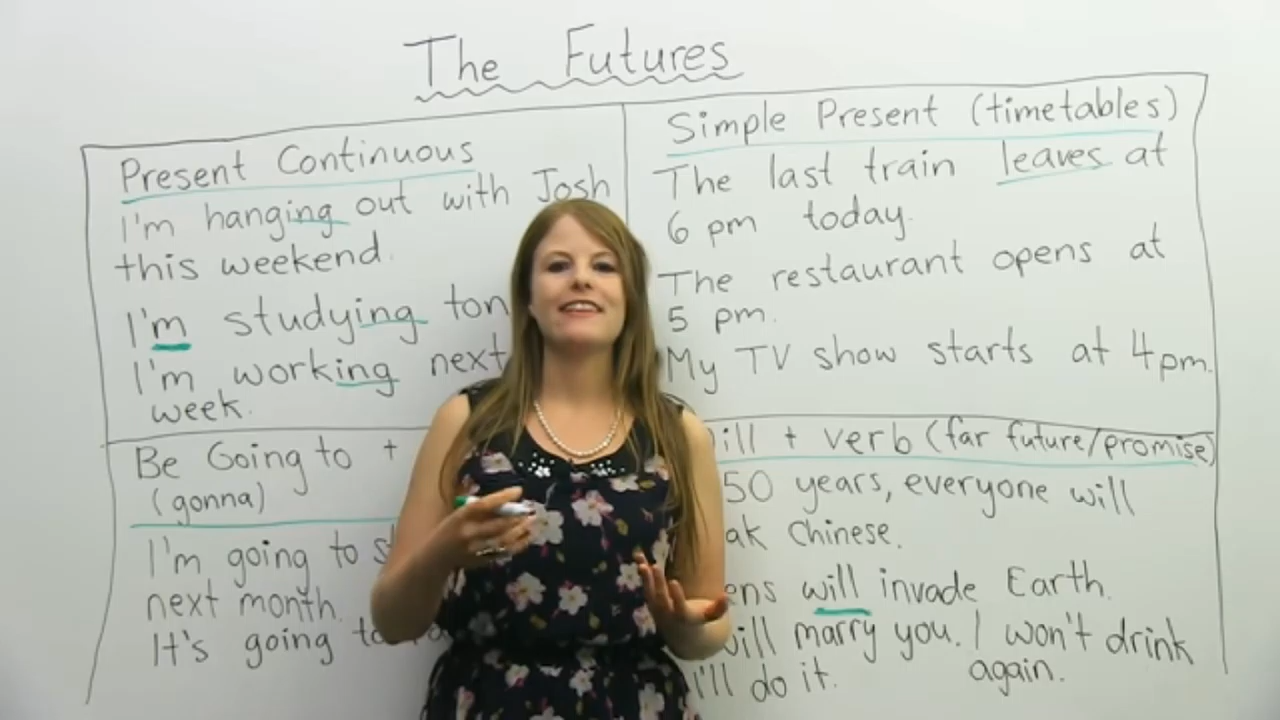 The Futures
Present Continuous
I'm hanging out with Josh
this weekend.
I'm studying ton
I'm working next
week.
Be Going to +
(gonna)
I'm going to s
next month.
It's going to
Simple Present (timetables)
The last train leaves at
6 pm today.
The restaurant opens at
5 pm.
My TV show starts at 4pm.
ill + verb (far future/promise)
50 years, everyone will
ak Chinese.
ens will invade Earth.
will marry you. I won't drink
I'll do it. again.